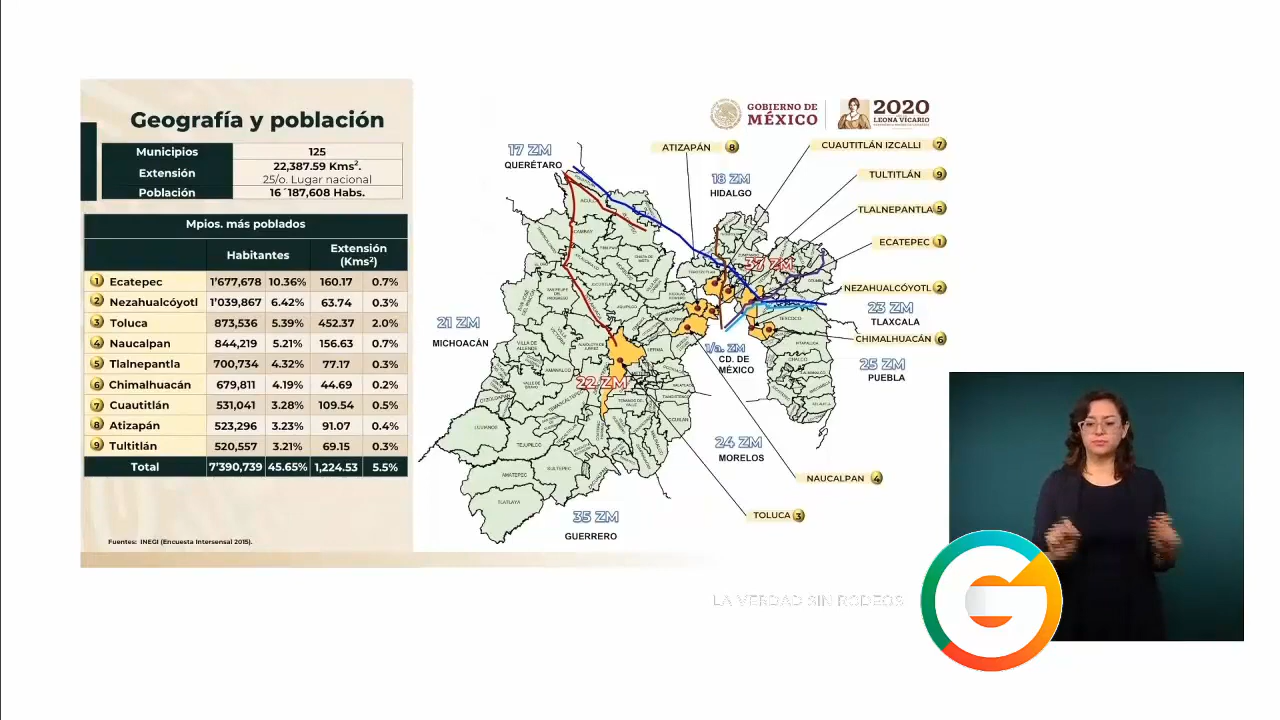 Geografía y población
Municipios 125
Extensión 22,387.59 Kms².
25/o. Lugar nacional
Población 16´187,608 Habs.
Mpios. más poblados
Habitantes Extensión (Kms²)
1 Ecatepec 1'677,678 10.36% 160.17 0.7%
2 Nezahualcóyotl 1'039,867 6.42% 63.74 0.3%
3 Toluca 873,536 5.39% 452.37 2.0%
4 Naucalpan 844,219 5.21% 156.63 0.7%
5 Tlalnepantla 700,734 4.32% 77.17 0.3%
6 Chimalhuacán 679,811 4.19% 44.69 0.2%
7 Cuautitlán 531,041 3.28% 109.54 0.5%
8 Atizapán 523,296 3.23% 91.07 0.4%
9 Tultitlán 520,557 3.21% 69.15 0.3%
Total 7'390,739 45.65% 1,224.53 5.5%
Fuentes: INEGI (Encuesta Intersensal 2015).
GOBIERNO DE
MÉXICO
2020
LEONA VICARIO
17 ZM
QUERÉTARO
ATIZAPÁN 8
CUAUTITLÁN IZCALLI 7
18 ZM
HIDALGO
TULTITLÁN 9
TLALNEPANTLA 5
ECATEPEC 1
37 ZM
NEZAHUALCÓYOTL 2
23 ZM
TLAXCALA
21 ZM
MICHOACÁN
CHIMALHUACÁN 6
1/a. ZM
CD. DE
MÉXICO
25 ZM
PUEBLA
22 ZM
24 ZM
MORELOS
NAUCALPAN 4
TOLUCA 3
35 ZM
GUERRERO
TEXCOCO
LERMA
CHALCO
LUVIANOS
TEJUPILCO
AMATEPEC
SULTEPEC
TLATLAYA
LA VERDAD SIN RODEOS
G